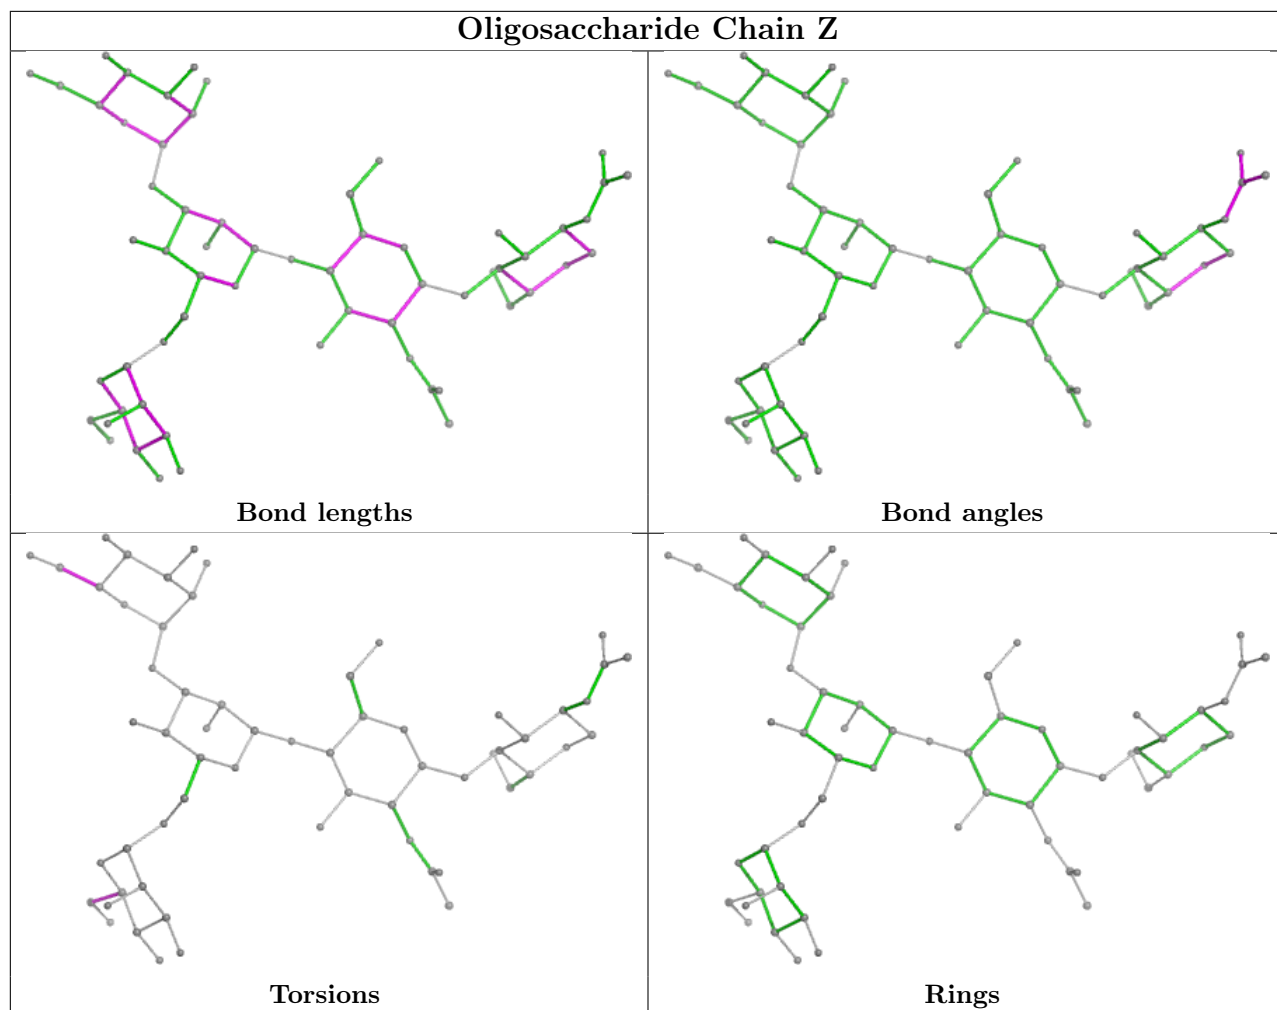 Oligosaccharide Chain Z
Bond lengths
Bond angles
Torsions
Rings